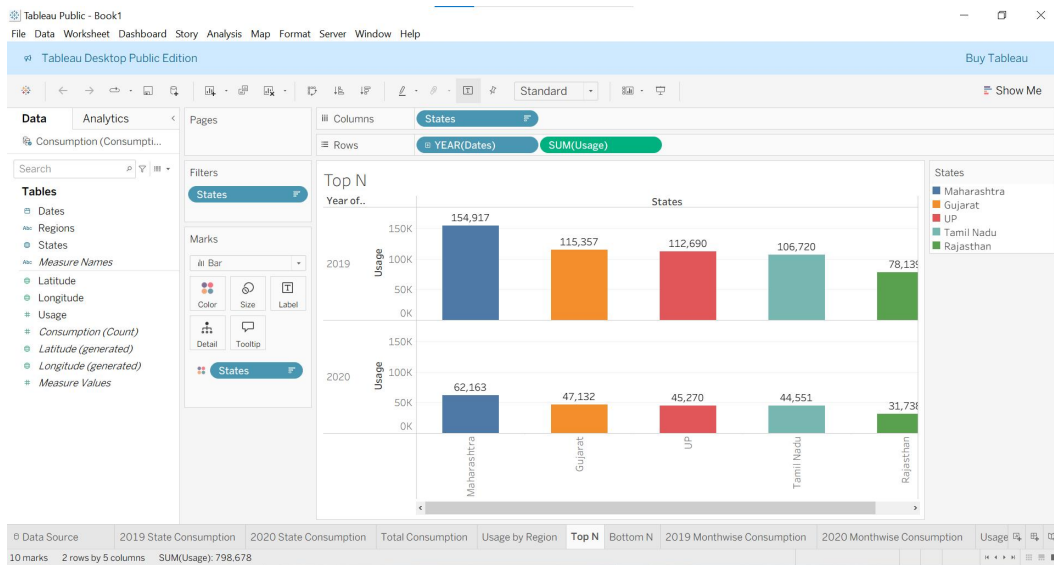 Tableau Public - Book1
File Data Worksheet Dashboard Story Analysis Map Format Server Window Help
Tableau Desktop Public Edition
Buy Tableau
Standard
Show Me
Data
Analytics
Consumption (Consumpti...
Search
Tables
Dates
Abc Regions
States
Abc Measure Names
Latitude
Longitude
# Usage
# Consumption (Count)
Latitude (generated)
Longitude (generated)
# Measure Values
Pages
Filters
States
Marks
Bar
Color
Size
Label
Detail
Tooltip
States
Columns
States
Rows
YEAR(Dates)
SUM(Usage)
Top N
Year of..
States
2019
Usage
150K
100K
50K
0K
154,917
115,357
112,690
106,720
78,139
2020
Usage
150K
100K
50K
0K
62,163
47,132
45,270
44,551
31,738
Maharashtra
Gujarat
UP
Tamil Nadu
Rajasthan
States
Maharashtra
Gujarat
UP
Tamil Nadu
Rajasthan
Data Source
2019 State Consumption
2020 State Consumption
Total Consumption
Usage by Region
Top N
Bottom N
2019 Monthwise Consumption
2020 Monthwise Consumption
Usage
10 marks
2 rows by 5 columns
SUM(Usage): 798,678